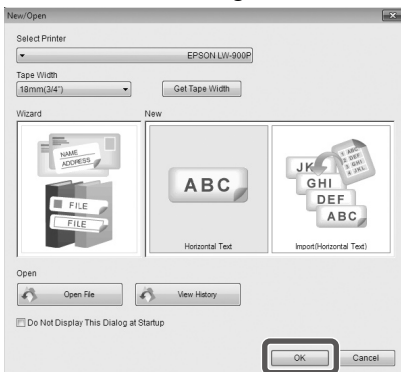 New/Open
Select Printer
EPSON LW-900P
Tape Width
18mm(3/4")
Get Tape Width
Wizard
New
NAME
ADDRESS
FILE
FILE
ABC
Horizontal Text
JK
GHI
DEF
ABC
Import(Horizontal Text)
Open
Open File
View History
Do Not Display This Dialog at Startup
OK
Cancel